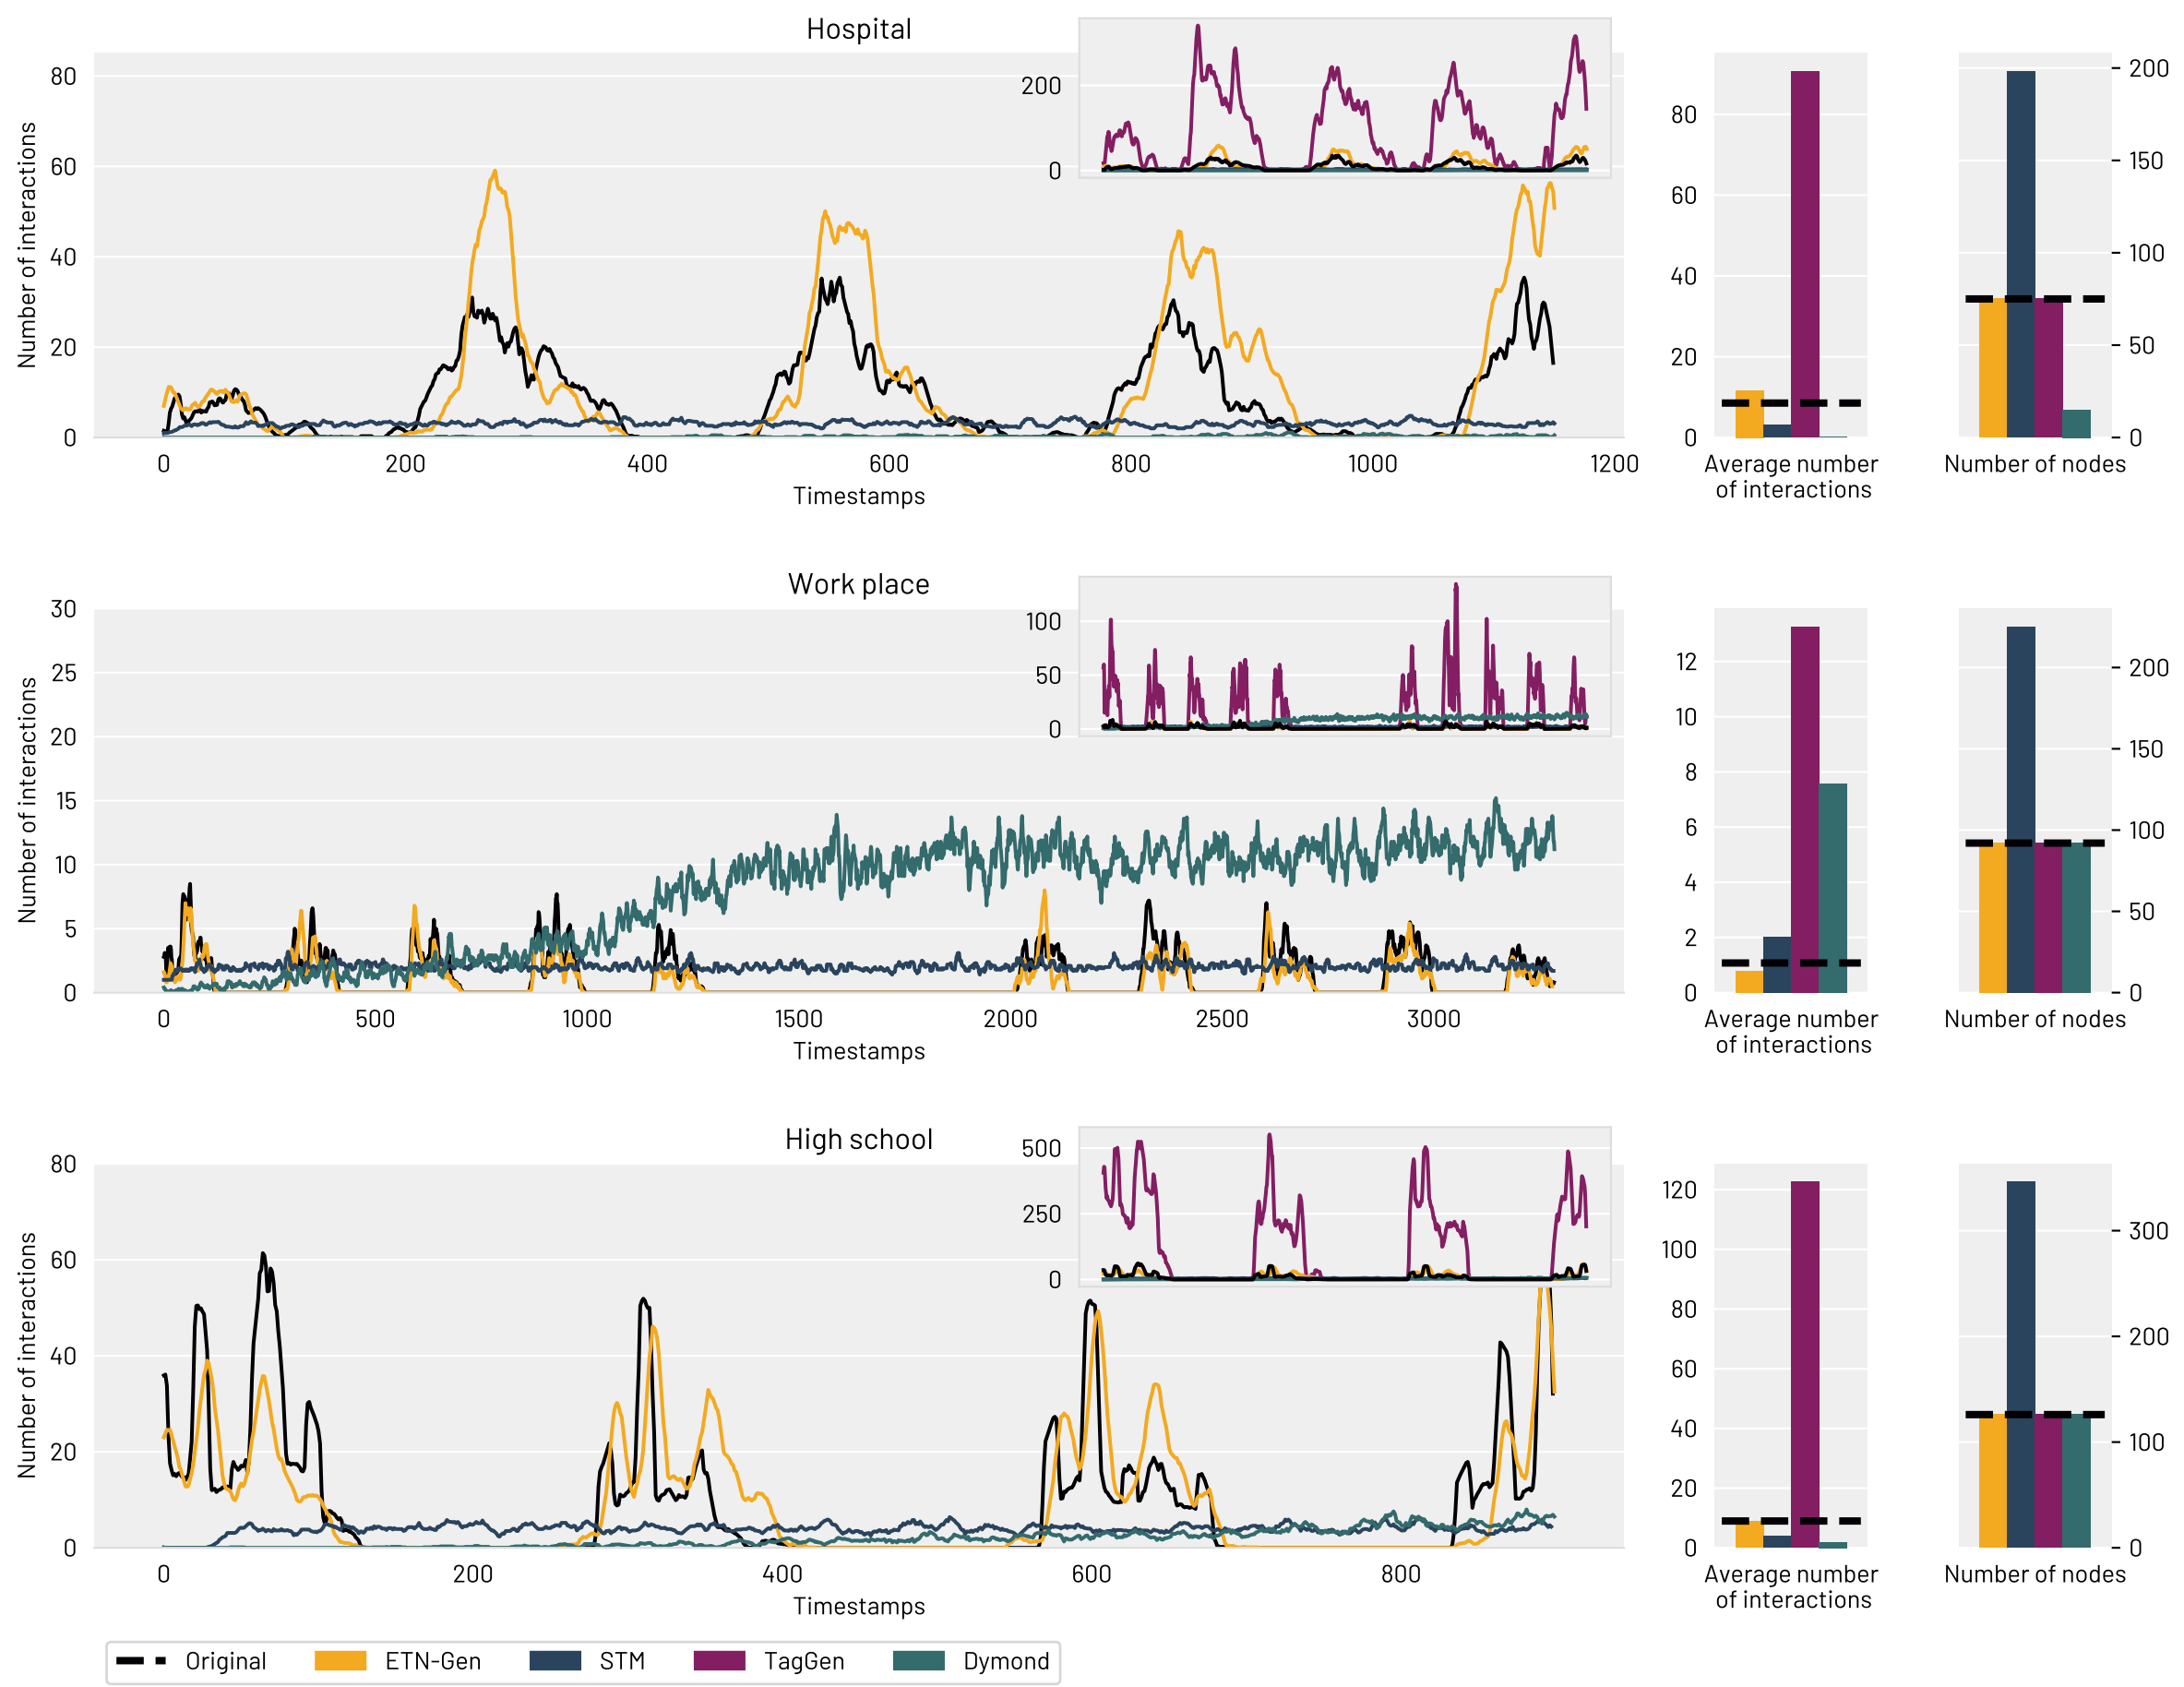 Hospital
Number of interactions
80
60
40
20
0
0 200 400 600 800 1000 1200
Timestamps
200
0
80
60
40
20
0
Average number
of interactions
200
150
100
50
0
Number of nodes
Work place
Number of interactions
30
25
20
15
10
5
0
0 500 1000 1500 2000 2500 3000
Timestamps
100
50
0
12
10
8
6
4
2
0
Average number
of interactions
200
150
100
50
0
Number of nodes
High school
Number of interactions
80
60
40
20
0
0 200 400 600 800
Timestamps
500
250
0
120
100
80
60
40
20
0
Average number
of interactions
300
200
100
0
Number of nodes
Original ETN-Gen STM TagGen Dymond